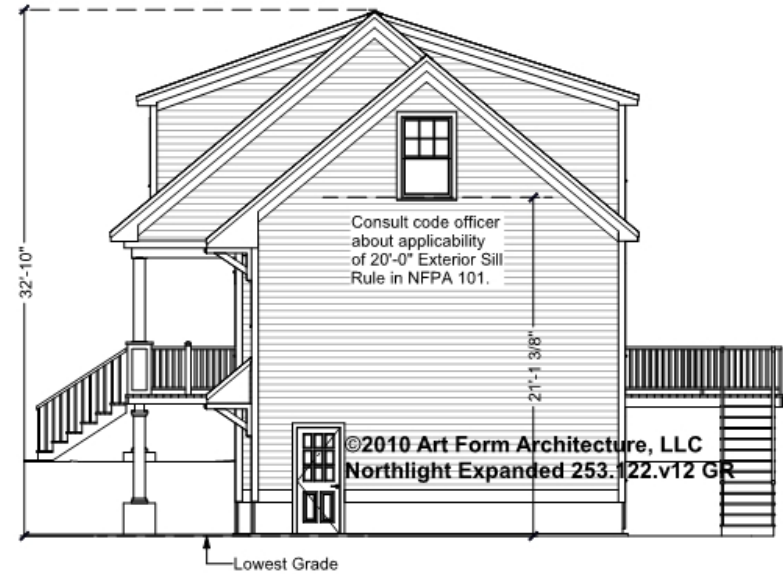 32'-10"
Consult code officer
about applicability
of 20'-0" Exterior Sill
Rule in NFPA 101.
21'-1 3/8"
©2010 Art Form Architecture, LLC
Northlight Expanded 253.122.v12 GR
Lowest Grade